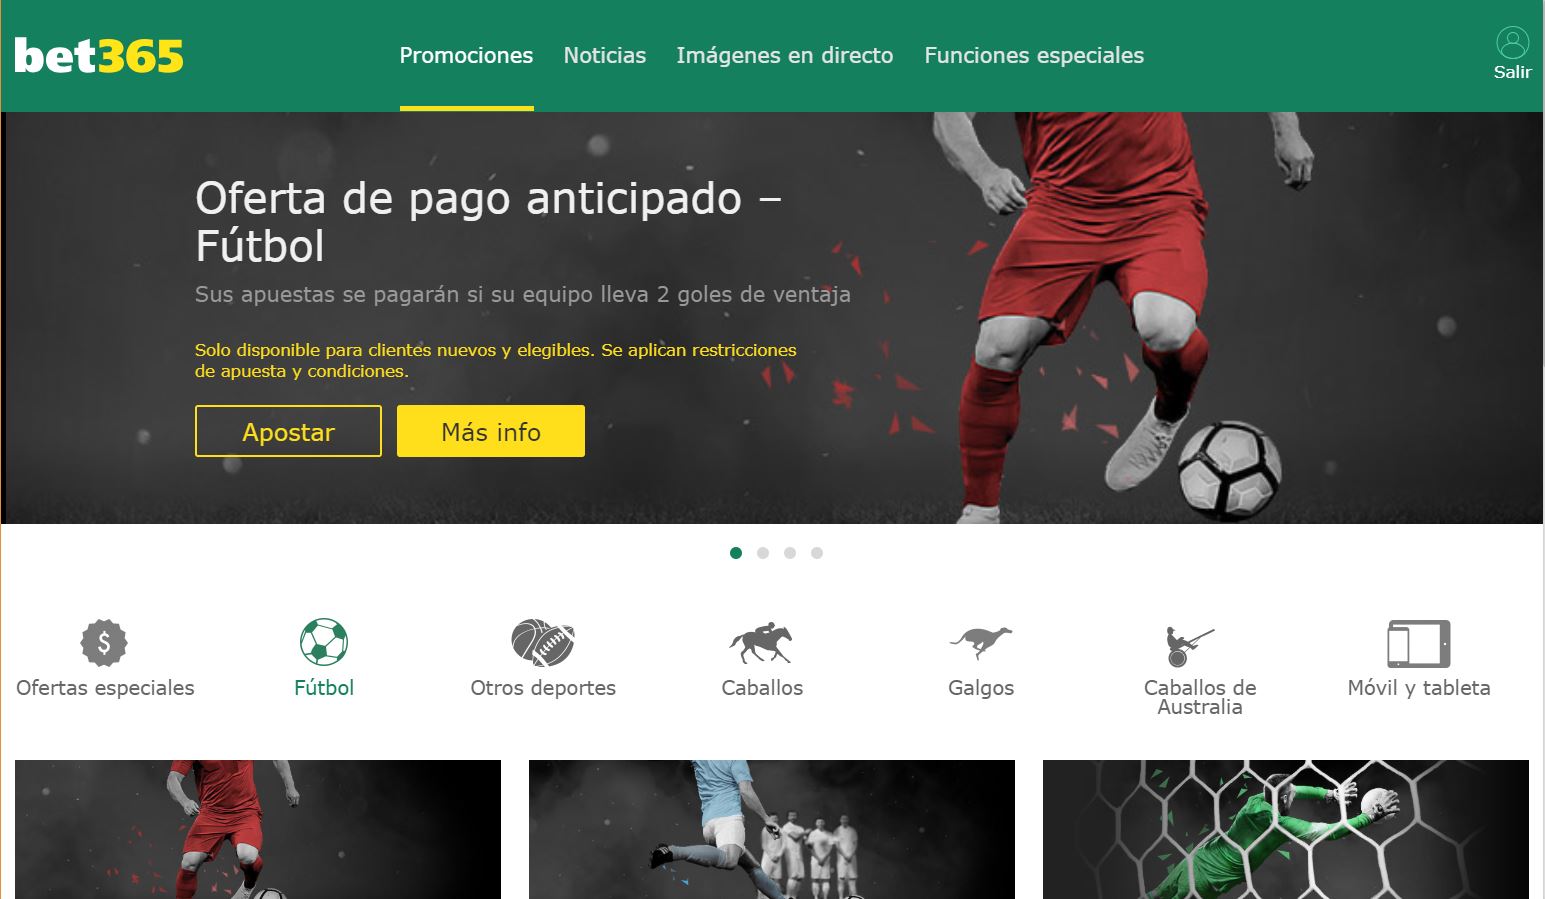 bet365
Promociones
Noticias
Imágenes en directo
Funciones especiales
Salir
Oferta de pago anticipado –
Fútbol
Sus apuestas se pagarán si su equipo lleva 2 goles de ventaja
Solo disponible para clientes nuevos y elegibles. Se aplican restricciones
de apuesta y condiciones.
Apostar
Más info
$
Ofertas especiales
Fútbol
Otros deportes
Caballos
Galgos
Caballos de
Australia
Móvil y tableta